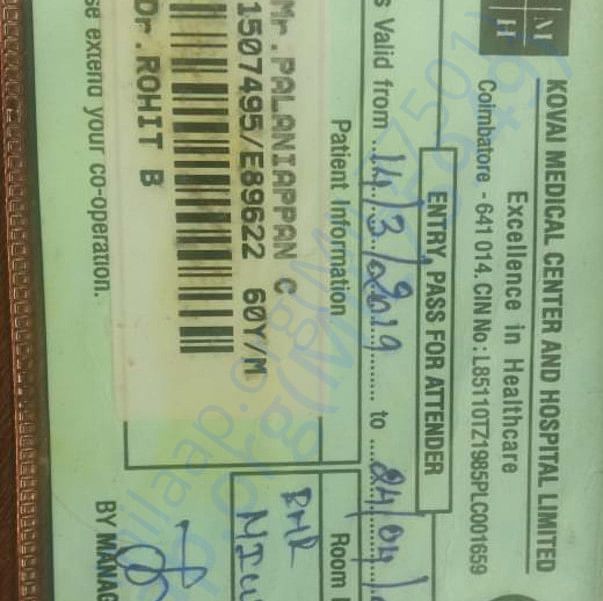 M
H
KOVAI MEDICAL CENTER AND HOSPITAL LIMITED
Excellence in Healthcare
Coimbatore - 641 014. CIN No : L85110TZ1985PLC001659
ENTRY PASS FOR ATTENDER
s Valid from 14/3/2019 to 24/04/
Patient Information
Room
Mr.PALANIAPPAN C
1507495/E89622 60Y/M
Dr.ROHIT B
se extend your co-operation.
BY MANAG